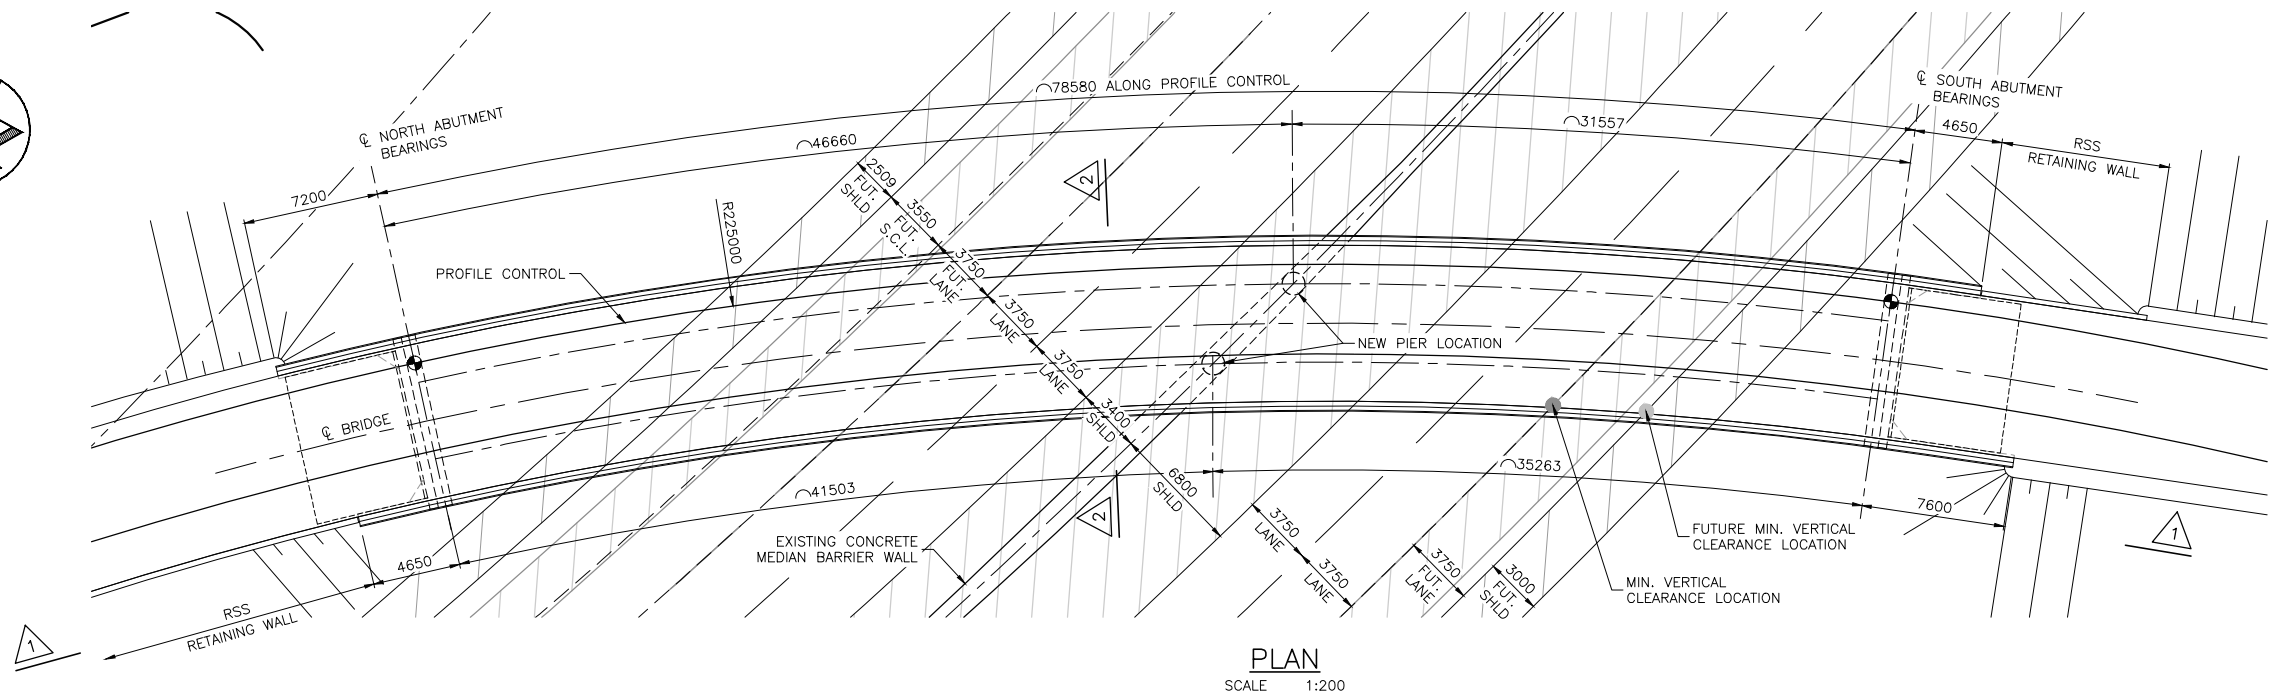 ⌒78580 ALONG PROFILE CONTROL
℄ SOUTH ABUTMENT
BEARINGS
℄ NORTH ABUTMENT
BEARINGS
⌒46660
⌒31557
4650
RSS
RETAINING WALL
7200
2509
FUT.
SHLD
3550
FUT.
S.C.L.
3750
FUT.
LANE
3750
LANE
3750
LANE
3400
SHLD
6800
SHLD
2
R225000
PROFILE CONTROL
NEW PIER LOCATION
℄ BRIDGE
⌒41503
⌒35263
7600
2
EXISTING CONCRETE
MEDIAN BARRIER WALL
3750
LANE
3750
LANE
3750
FUT.
LANE
3000
FUT.
SHLD
FUTURE MIN. VERTICAL
CLEARANCE LOCATION
MIN. VERTICAL
CLEARANCE LOCATION
1
4650
RSS
RETAINING WALL
1
PLAN
SCALE 1:200